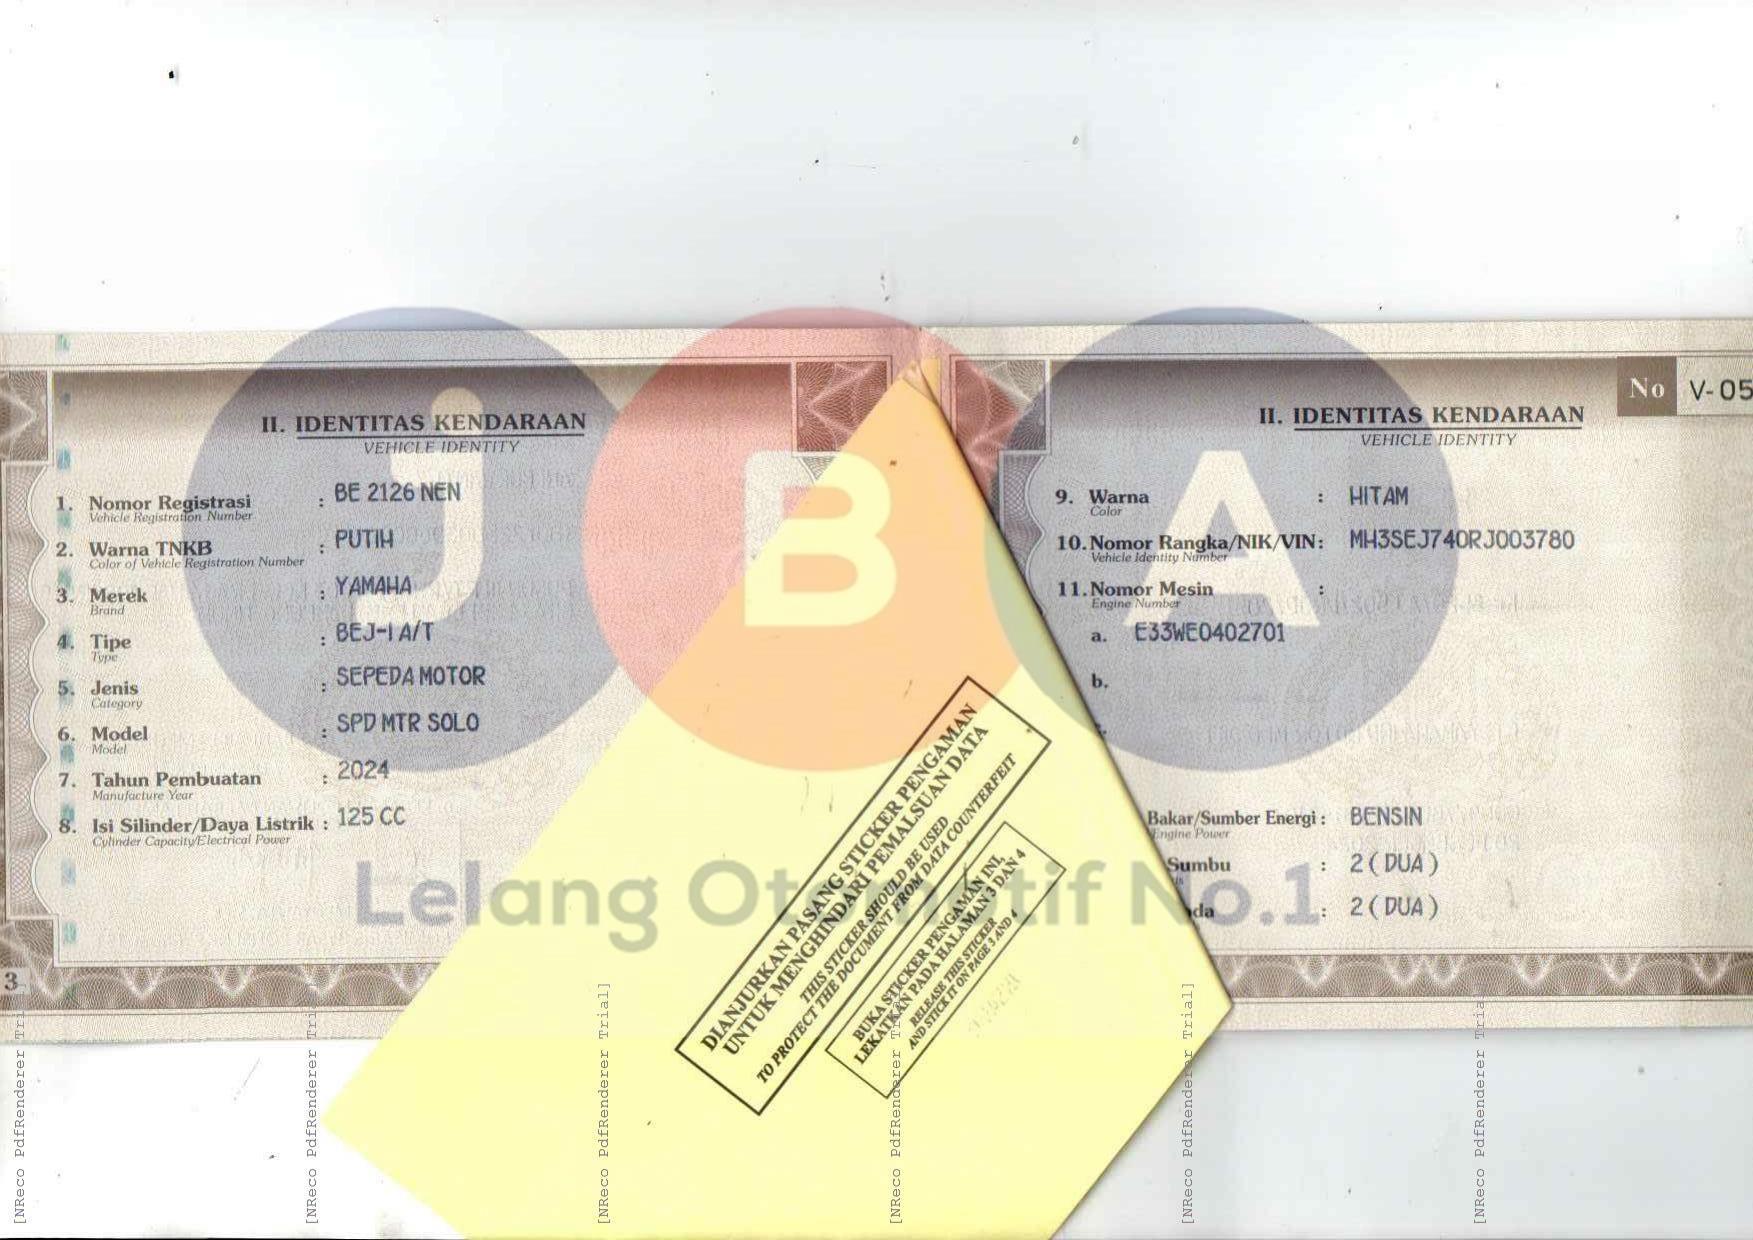 II. IDENTITAS KENDARAAN
VEHICLE IDENTITY
1. Nomor Registrasi : BE 2126 NEN
Vehicle Registration Number
2. Warna TNKB : PUTIH
Color of Vehicle Registration Number
3. Merek : YAMAHA
Brand
4. Tipe : BEJ-I A/T
Type
5. Jenis : SEPEDA MOTOR
Category
6. Model : SPD MTR SOLO
Model
7. Tahun Pembuatan : 2024
Manufacture Year
8. Isi Silinder/Daya Listrik : 125 CC
Cylinder Capacity/Electrical Power
3
No V-05
II. IDENTITAS KENDARAAN
VEHICLE IDENTITY
9. Warna : HITAM
Color
10. Nomor Rangka/NIK/VIN : MH3SEJ740RJ003780
Vehicle Identity Number
11. Nomor Mesin :
Engine Number
a. E33WE0402701
b.
Bakar/Sumber Energi : BENSIN
Engine Power
Sumbu : 2 ( DUA )
da : 2 ( DUA )
DIANJURKAN PASANG STICKER PENGAMAN
UNTUK MENGHINDARI PEMALSUAN DATA
THIS STICKER SHOULD BE USED
TO PROTECT THE DOCUMENT FROM DATA COUNTERFEIT
BUKA STICKER PENGAMAN INI,
LEKATKAN PADA HALAMAN 3 DAN 4
RELEASE THIS STICKER
AND STICK IT ON PAGE 3 AND 4
JBA
Lelang Otomotif No.1
[NReco PdfRenderer Trial]
[NReco PdfRenderer Trial]
[NReco PdfRenderer Trial]
[NReco PdfRenderer Trial]
[NReco PdfRenderer Trial]
[NReco PdfRenderer Trial]